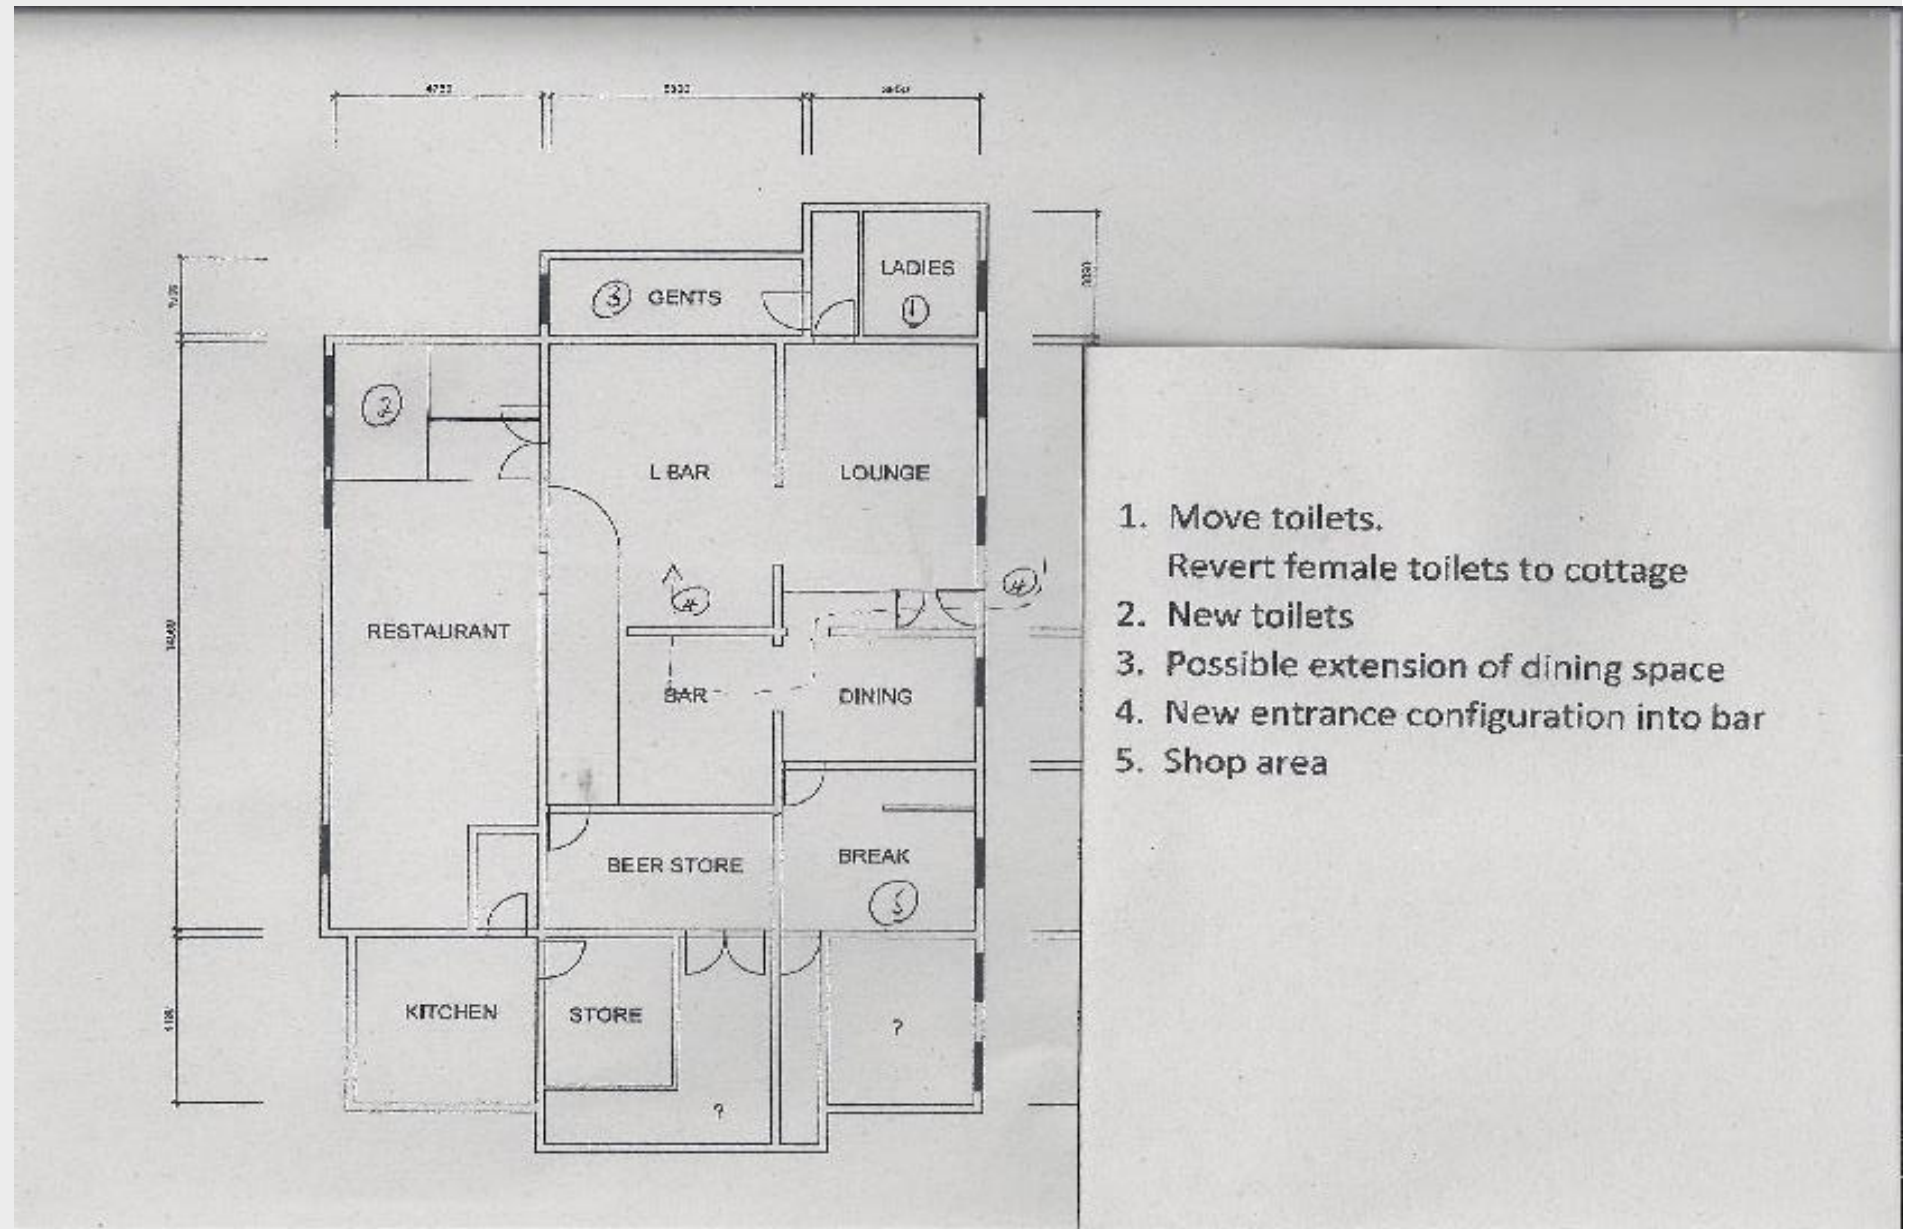 LADIES
1
3 GENTS
2
L BAR
LOUNGE
4
4
RESTAURANT
BAR
DINING
BEER STORE
BREAK
5
KITCHEN
STORE
?
?
1. Move toilets.
Revert female toilets to cottage
2. New toilets
3. Possible extension of dining space
4. New entrance configuration into bar
5. Shop area